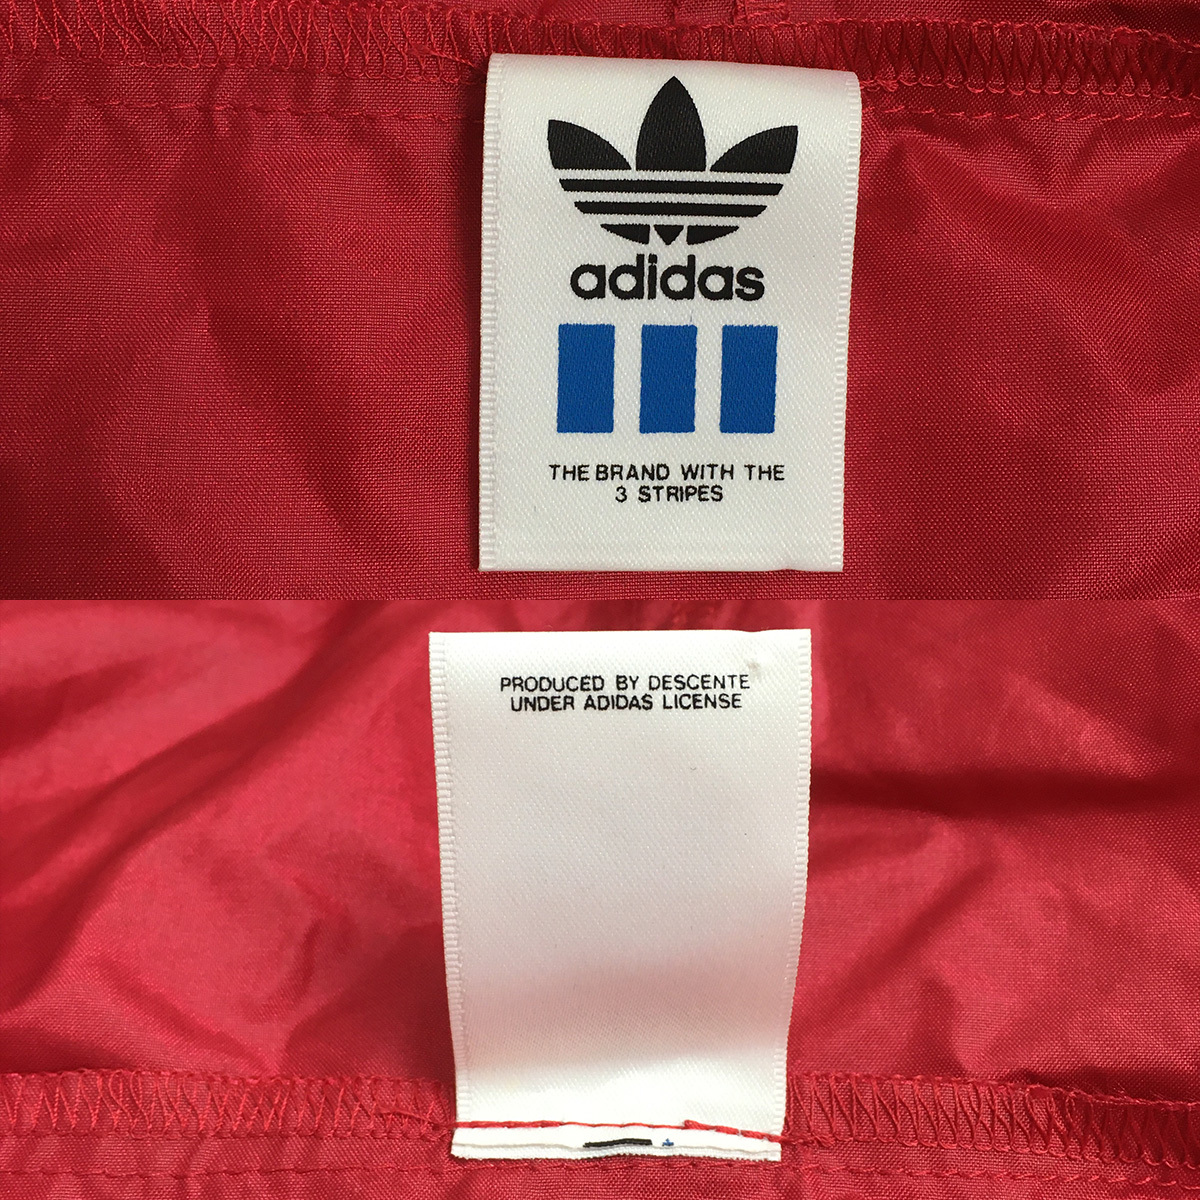 adidas
THE BRAND WITH THE
3 STRIPES
PRODUCED BY DESCENTE
UNDER ADIDAS LICENSE